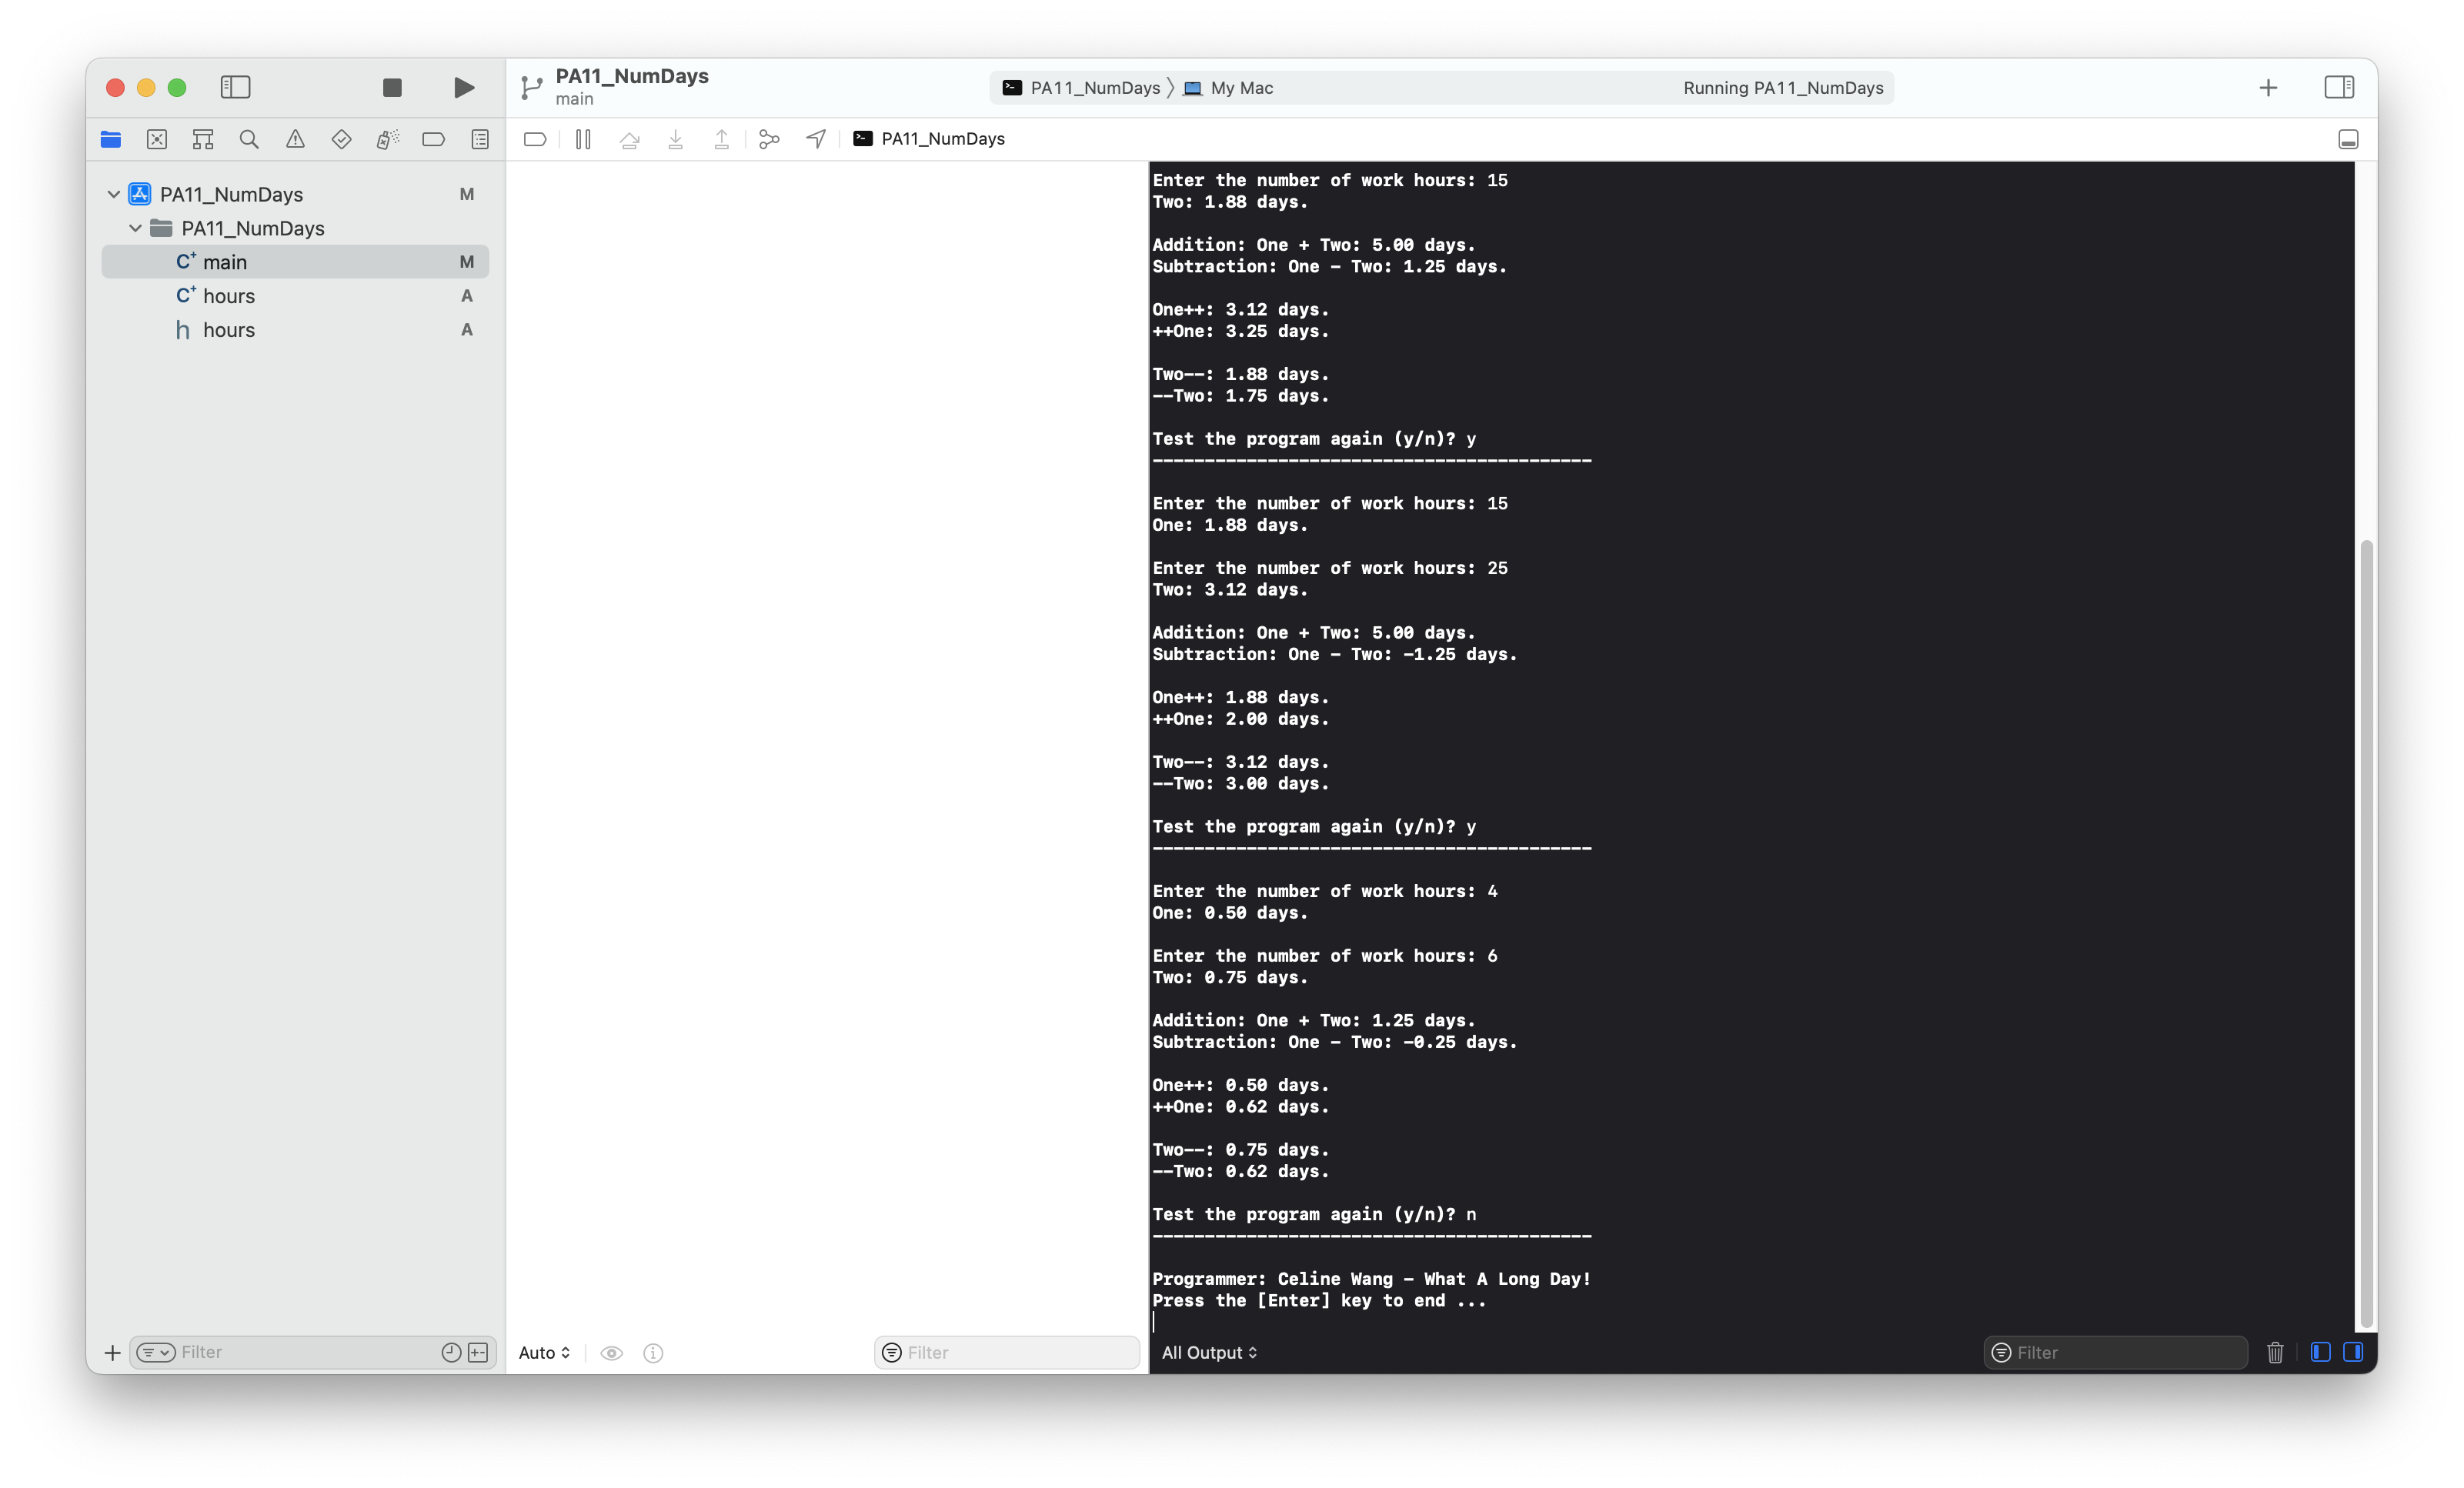 PA11_NumDays
main
PA11_NumDays
My Mac
Running PA11_NumDays
PA11_NumDays
PA11_NumDays M
PA11_NumDays
main M
hours A
h hours A
Enter the number of work hours: 15
Two: 1.88 days.
Addition: One + Two: 5.00 days.
Subtraction: One - Two: 1.25 days.
One++: 3.12 days.
++One: 3.25 days.
Two--: 1.88 days.
--Two: 1.75 days.
Test the program again (y/n)? y
------------------------------------------
Enter the number of work hours: 15
One: 1.88 days.
Enter the number of work hours: 25
Two: 3.12 days.
Addition: One + Two: 5.00 days.
Subtraction: One - Two: -1.25 days.
One++: 1.88 days.
++One: 2.00 days.
Two--: 3.12 days.
--Two: 3.00 days.
Test the program again (y/n)? y
------------------------------------------
Enter the number of work hours: 4
One: 0.50 days.
Enter the number of work hours: 6
Two: 0.75 days.
Addition: One + Two: 1.25 days.
Subtraction: One - Two: -0.25 days.
One++: 0.50 days.
++One: 0.62 days.
Two--: 0.75 days.
--Two: 0.62 days.
Test the program again (y/n)? n
------------------------------------------
Programmer: Celine Wang - What A Long Day!
Press the [Enter] key to end ...
Filter
Auto
Filter
All Output
Filter